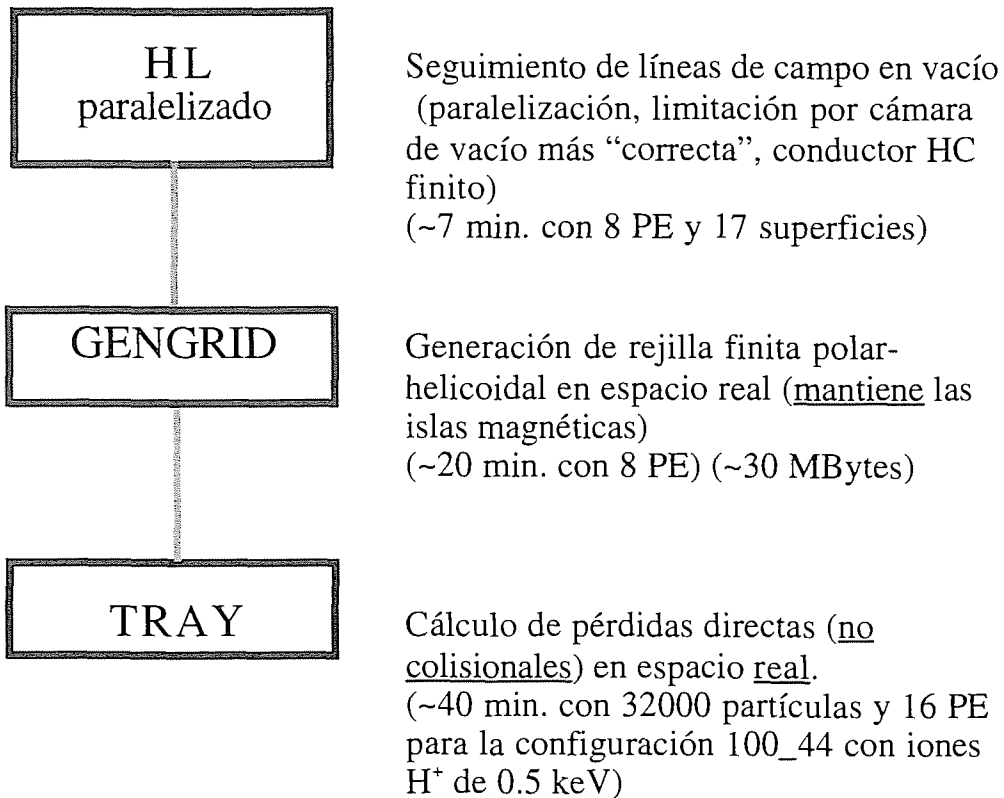 HL
paralelizado
Seguimiento de líneas de campo en vacío
(paralelización, limitación por cámara
de vacío más “correcta”, conductor HC
finito)
(~7 min. con 8 PE y 17 superficies)
GENGRID
Generación de rejilla finita polar-
helicoidal en espacio real (mantiene las
islas magnéticas)
(~20 min. con 8 PE) (~30 MBytes)
TRAY
Cálculo de pérdidas directas (no
colisionales) en espacio real.
(~40 min. con 32000 partículas y 16 PE
para la configuración 100_44 con iones
H⁺ de 0.5 keV)